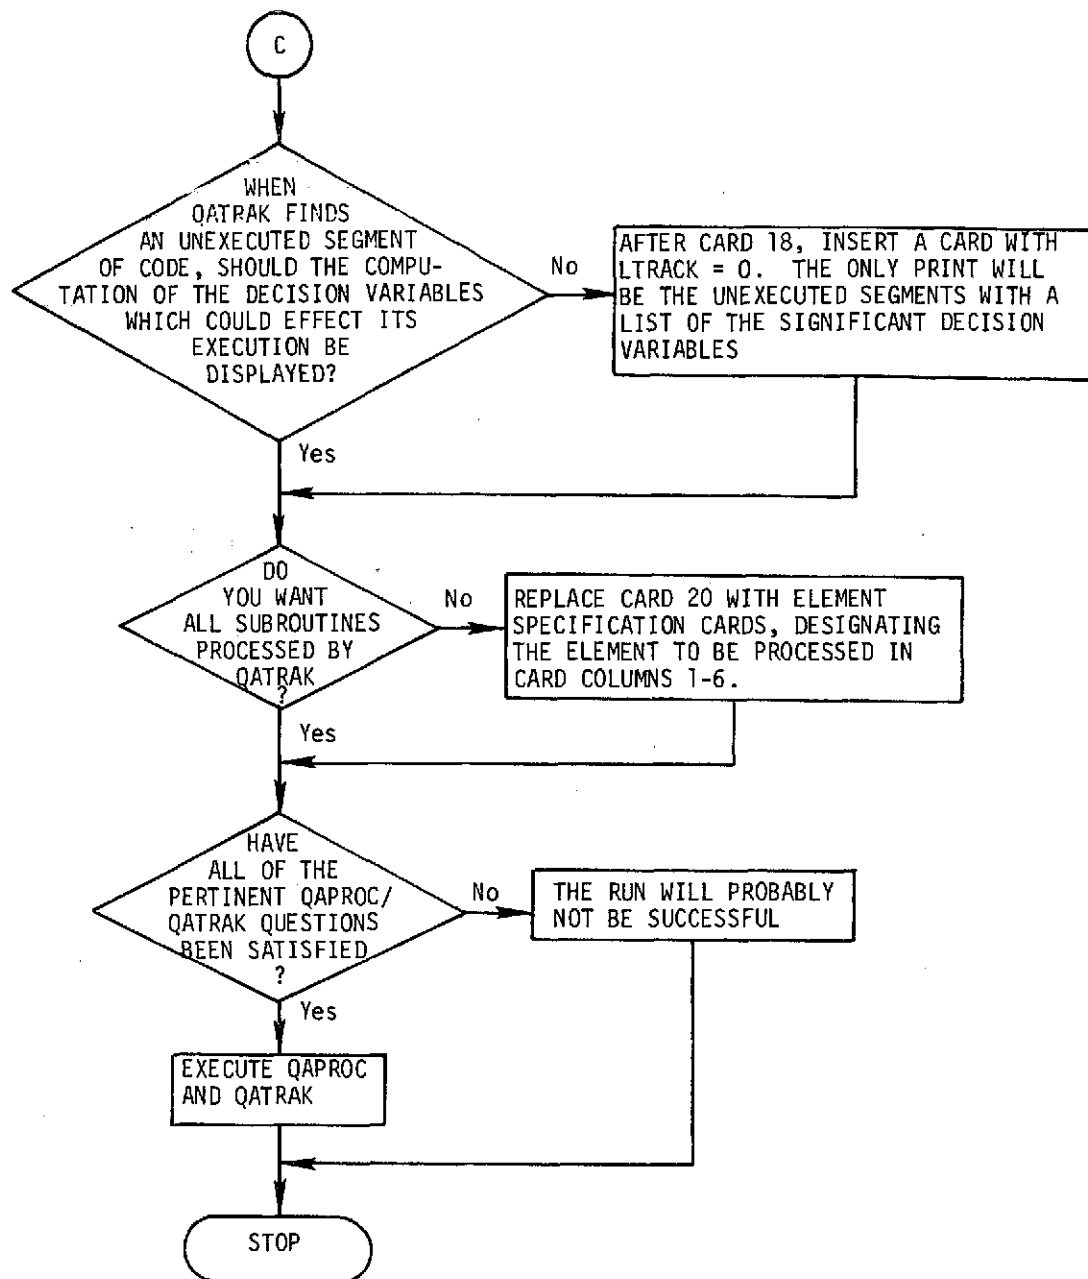 C
WHEN
QATRAK FINDS
AN UNEXECUTED SEGMENT
OF CODE, SHOULD THE COMPU-
TATION OF THE DECISION VARIABLES
WHICH COULD EFFECT ITS
EXECUTION BE
DISPLAYED?
No
AFTER CARD 18, INSERT A CARD WITH
LTRACK = 0. THE ONLY PRINT WILL
BE THE UNEXECUTED SEGMENTS WITH A
LIST OF THE SIGNIFICANT DECISION
VARIABLES
Yes
DO
YOU WANT
ALL SUBROUTINES
PROCESSED BY
QATRAK
?
No
REPLACE CARD 20 WITH ELEMENT
SPECIFICATION CARDS, DESIGNATING
THE ELEMENT TO BE PROCESSED IN
CARD COLUMNS 1-6.
Yes
HAVE
ALL OF THE
PERTINENT QAPROC/
QATRAK QUESTIONS
BEEN SATISFIED
?
No
THE RUN WILL PROBABLY
NOT BE SUCCESSFUL
Yes
EXECUTE QAPROC
AND QATRAK
STOP